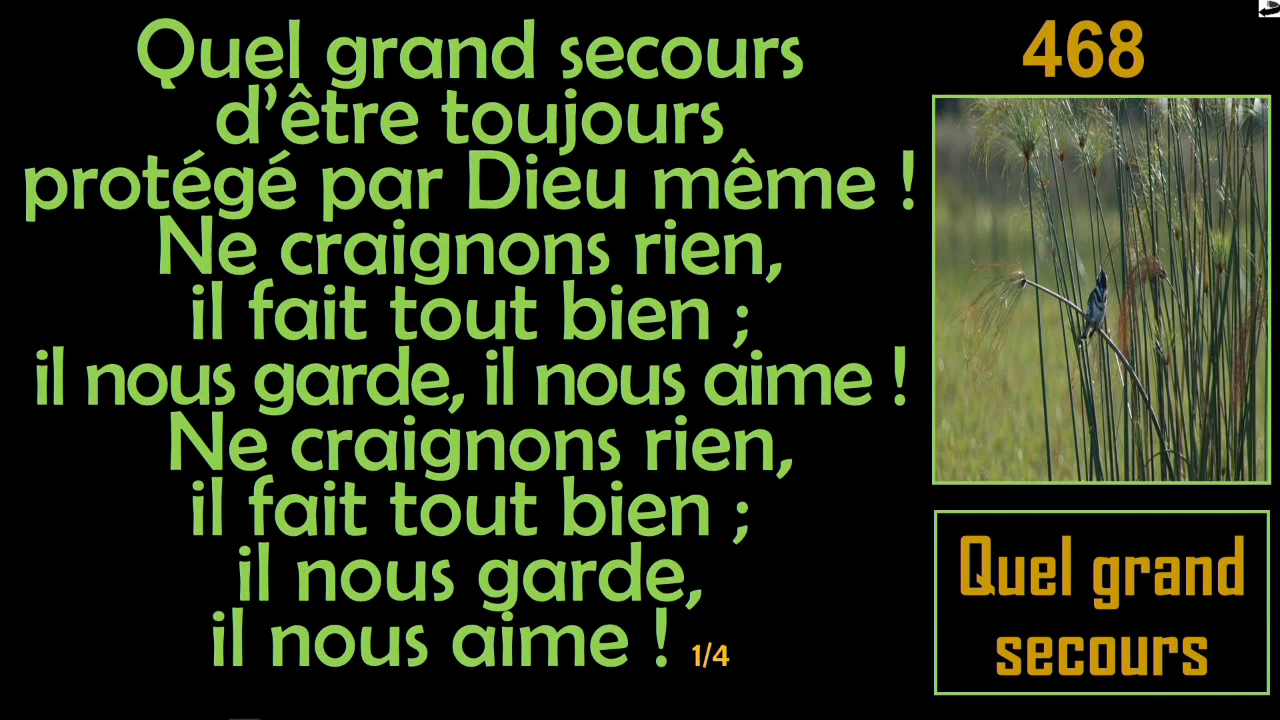 Quel grand secours
d’être toujours
protégé par Dieu même !
Ne craignons rien,
il fait tout bien ;
il nous garde, il nous aime !
Ne craignons rien,
il fait tout bien ;
il nous garde,
il nous aime ! 1/4
468
Quel grand
secours